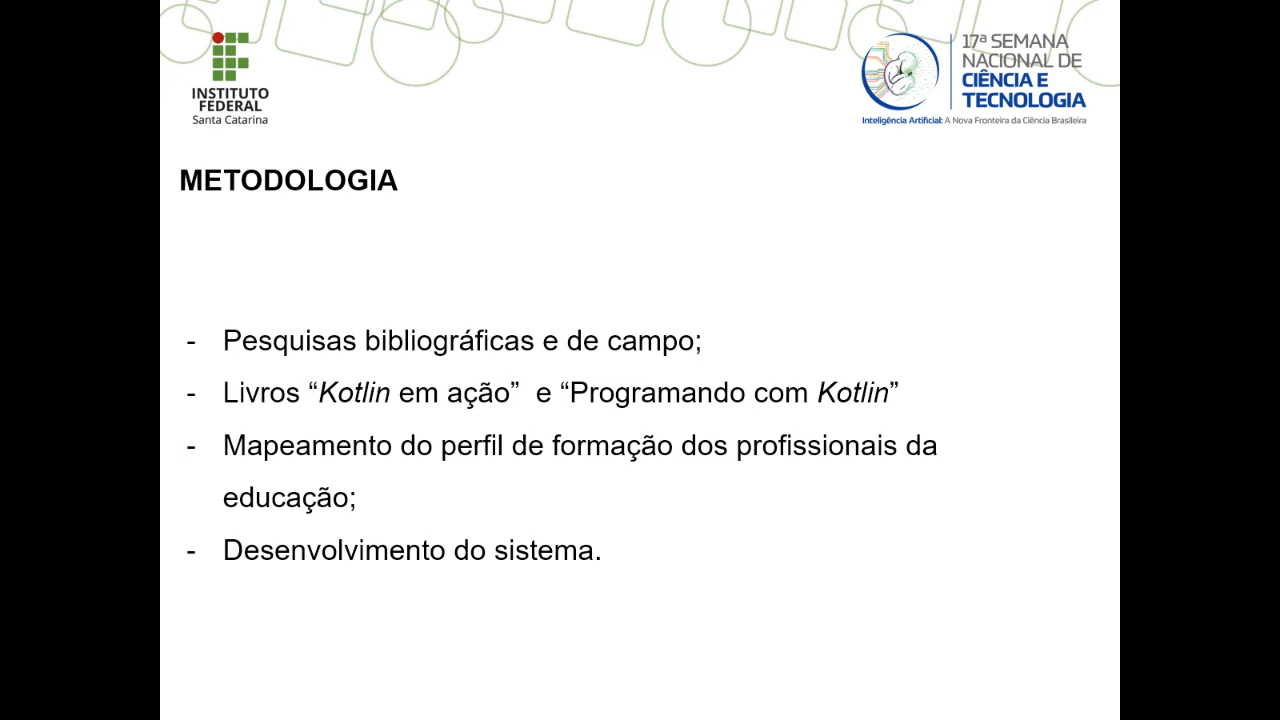 INSTITUTO
FEDERAL
Santa Catarina
17ª SEMANA
NACIONAL DE
CIÊNCIA E
TECNOLOGIA
Inteligência Artificial: A Nova Fronteira da Ciência Brasileira
METODOLOGIA
- Pesquisas bibliográficas e de campo;
- Livros “Kotlin em ação”  e “Programando com Kotlin”
- Mapeamento do perfil de formação dos profissionais da
educação;
- Desenvolvimento do sistema.